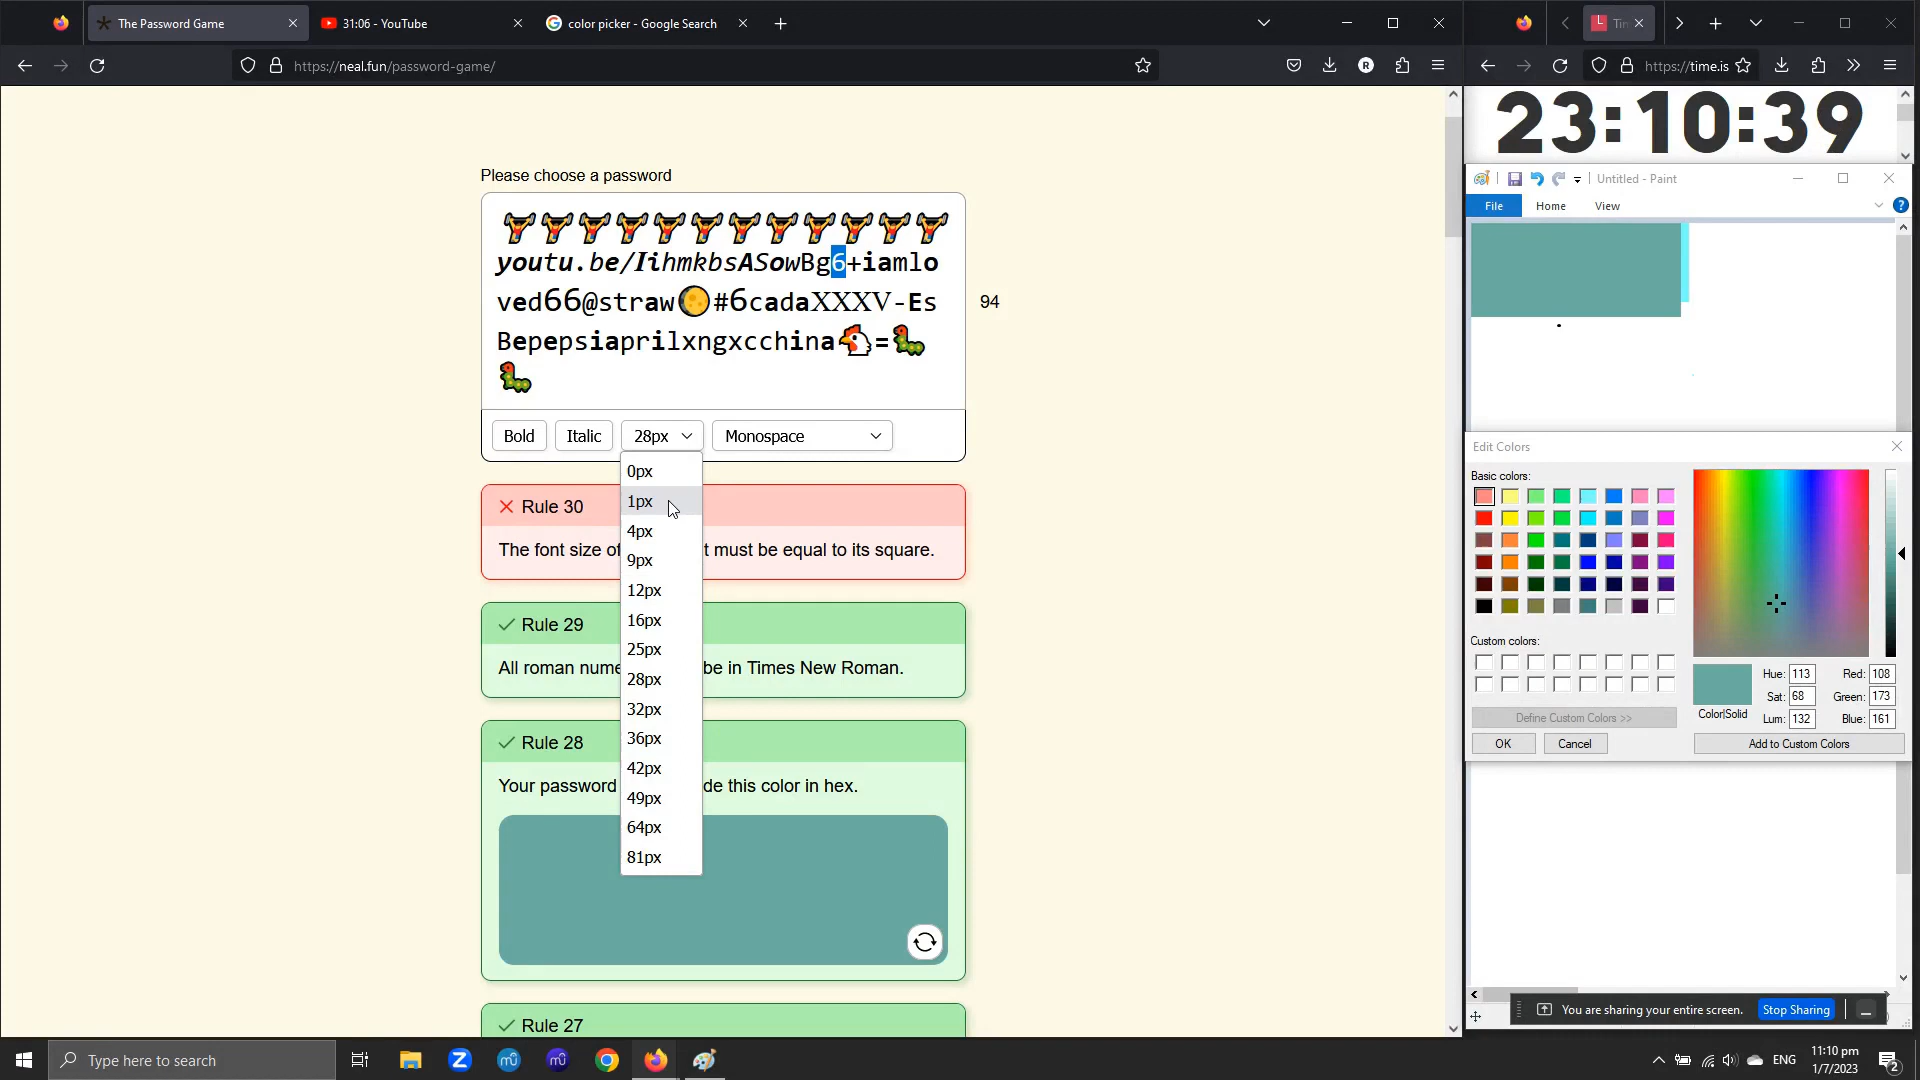 The Password Game
31:06 - YouTube
color picker - Google Search
Tin
https://neal.fun/password-game/
https://time.is
23:10:39
Please choose a password
🏋🏋🏋🏋🏋🏋🏋🏋🏋🏋🏋🏋
youtu.be/IihmkbsASowBg6+iamlo
ved66@straw🌖#6cadaXXXV-Es
Bepepsiaprilxngxcchina🐔=🐛
🐛
94
Bold
Italic
28px
Monospace
0px
1px
4px
9px
12px
16px
25px
28px
32px
36px
42px
49px
64px
81px
Rule 30
The font size of t must be equal to its square.
Rule 29
All roman nume be in Times New Roman.
Rule 28
Your password de this color in hex.
Rule 27
Untitled - Paint
File
Home
View
Edit Colors
Basic colors:
Custom colors:
Define Custom Colors >>
OK
Cancel
Color|Solid
Hue: 113
Sat: 68
Lum: 132
Red: 108
Green: 173
Blue: 161
Add to Custom Colors
You are sharing your entire screen.
Stop Sharing
Type here to search
ENG
11:10 pm
1/7/2023
2